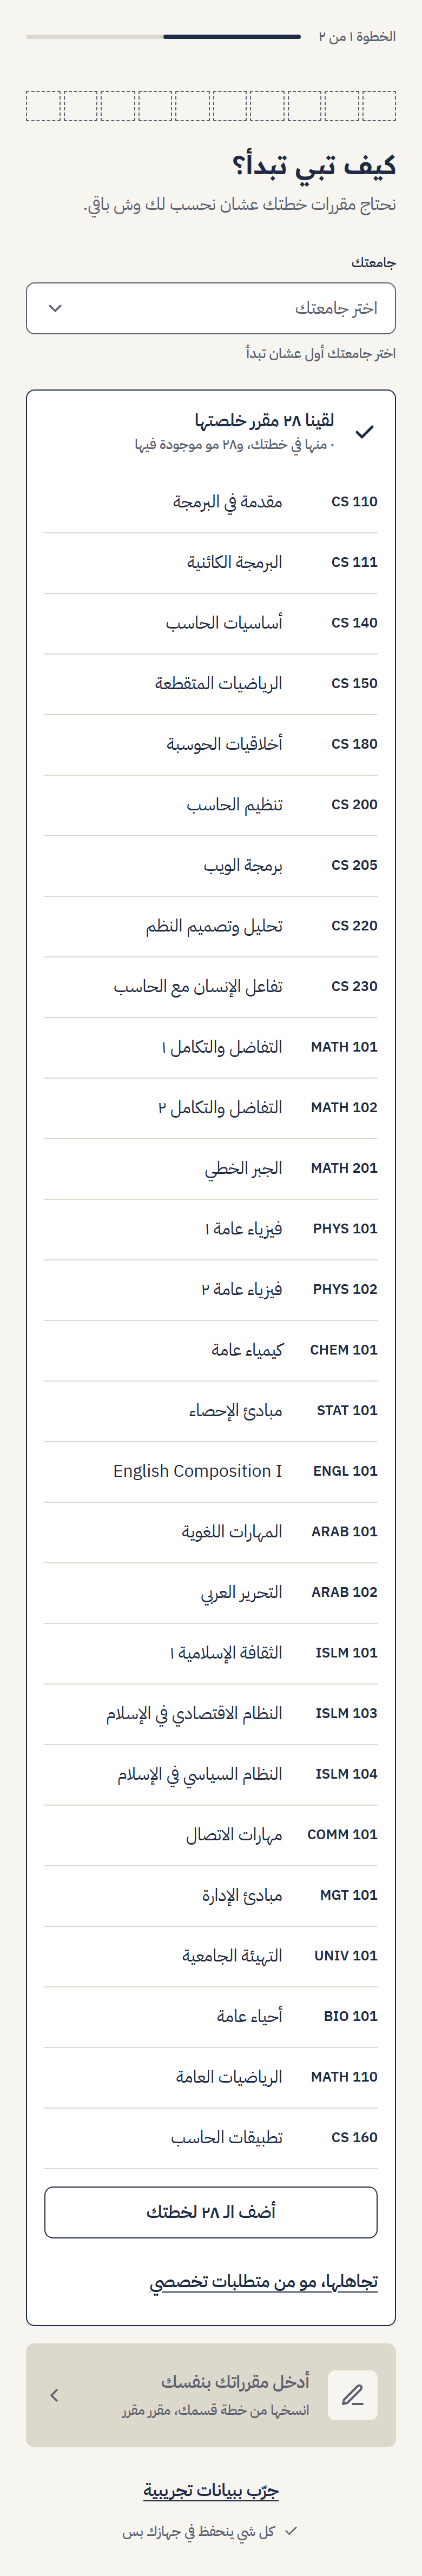 الخطوة ١ من ٢
كيف تبي تبدأ؟
نحتاج مقررات خطتك عشان نحسب لك وش باقي.
جامعتك
اختر جامعتك
اختر جامعتك أول عشان تبدأ
لقينا ٢٨ مقرر خلصتها
٠ منها في خطتك، و٢٨ مو موجودة فيها
CS 110 مقدمة في البرمجة
CS 111 البرمجة الكائنية
CS 140 أساسيات الحاسب
CS 150 الرياضيات المتقطعة
CS 180 أخلاقيات الحوسبة
CS 200 تنظيم الحاسب
CS 205 برمجة الويب
CS 220 تحليل وتصميم النظم
CS 230 تفاعل الإنسان مع الحاسب
MATH 101 التفاضل والتكامل ١
MATH 102 التفاضل والتكامل ٢
MATH 201 الجبر الخطي
PHYS 101 فيزياء عامة ١
PHYS 102 فيزياء عامة ٢
CHEM 101 كيمياء عامة
STAT 101 مبادئ الإحصاء
ENGL 101 English Composition I
ARAB 101 المهارات اللغوية
ARAB 102 التحرير العربي
ISLM 101 الثقافة الإسلامية ١
ISLM 103 النظام الاقتصادي في الإسلام
ISLM 104 النظام السياسي في الإسلام
COMM 101 مهارات الاتصال
MGT 101 مبادئ الإدارة
UNIV 101 التهيئة الجامعية
BIO 101 أحياء عامة
MATH 110 الرياضيات العامة
CS 160 تطبيقات الحاسب
أضف الـ ٢٨ لخطتك
تجاهلها، مو من متطلبات تخصصي
أدخل مقرراتك بنفسك
انسخها من خطة قسمك، مقرر مقرر
جرّب ببيانات تجريبية
كل شي ينحفظ في جهازك بس